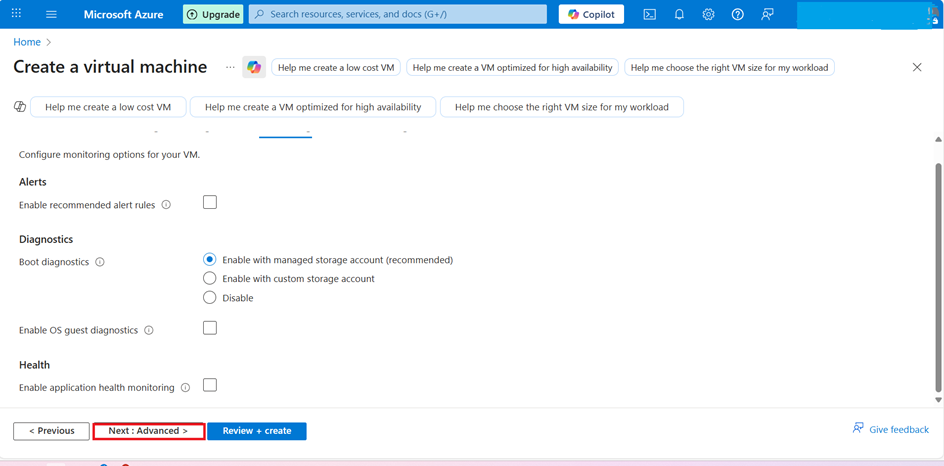 Microsoft Azure
Upgrade
Search resources, services, and docs (G+/)
Copilot
Home >
Create a virtual machine
...
Help me create a low cost VM
Help me create a VM optimized for high availability
Help me choose the right VM size for my workload
Help me create a low cost VM
Help me create a VM optimized for high availability
Help me choose the right VM size for my workload
Configure monitoring options for your VM.
Alerts
Enable recommended alert rules
Diagnostics
Boot diagnostics
Enable with managed storage account (recommended)
Enable with custom storage account
Disable
Enable OS guest diagnostics
Health
Enable application health monitoring
< Previous
Next : Advanced >
Review + create
Give feedback